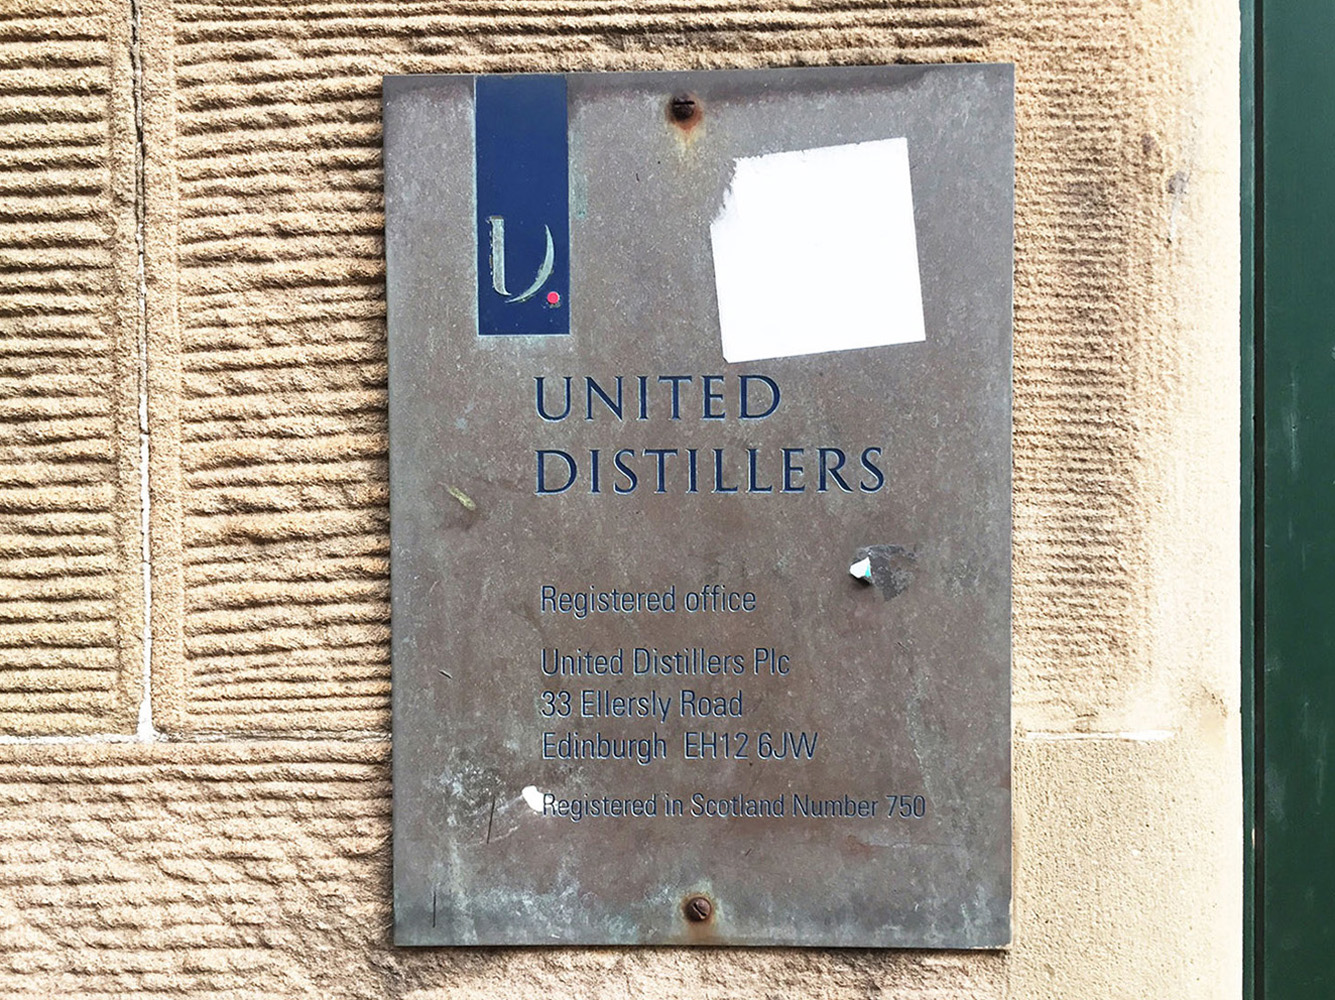 U.
UNITED
DISTILLERS
Registered office
United Distillers Plc
33 Ellersly Road
Edinburgh EH12 6JW
Registered in Scotland Number 750